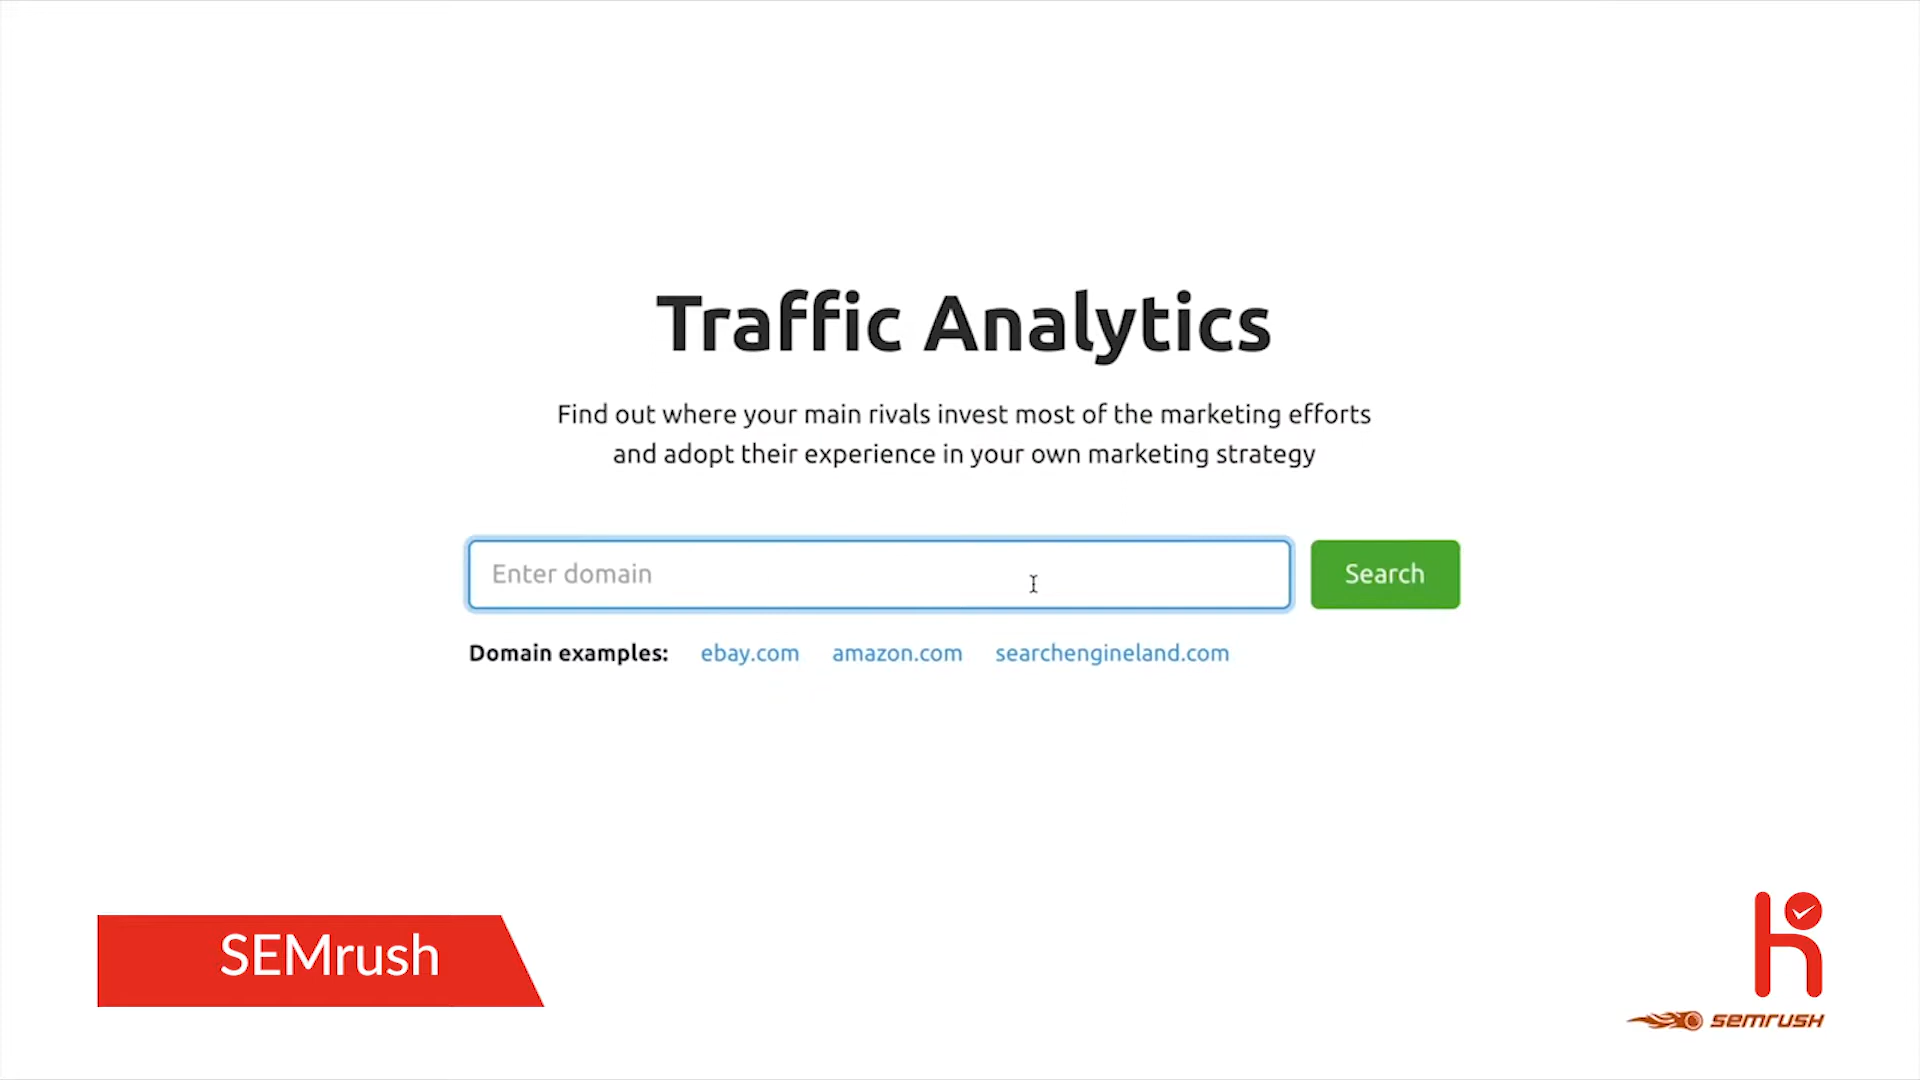 Traffic Analytics
Find out where your main rivals invest most of the marketing efforts
and adopt their experience in your own marketing strategy
Enter domain
Search
Domain examples: ebay.com amazon.com searchengineland.com
SEMrush
semrush